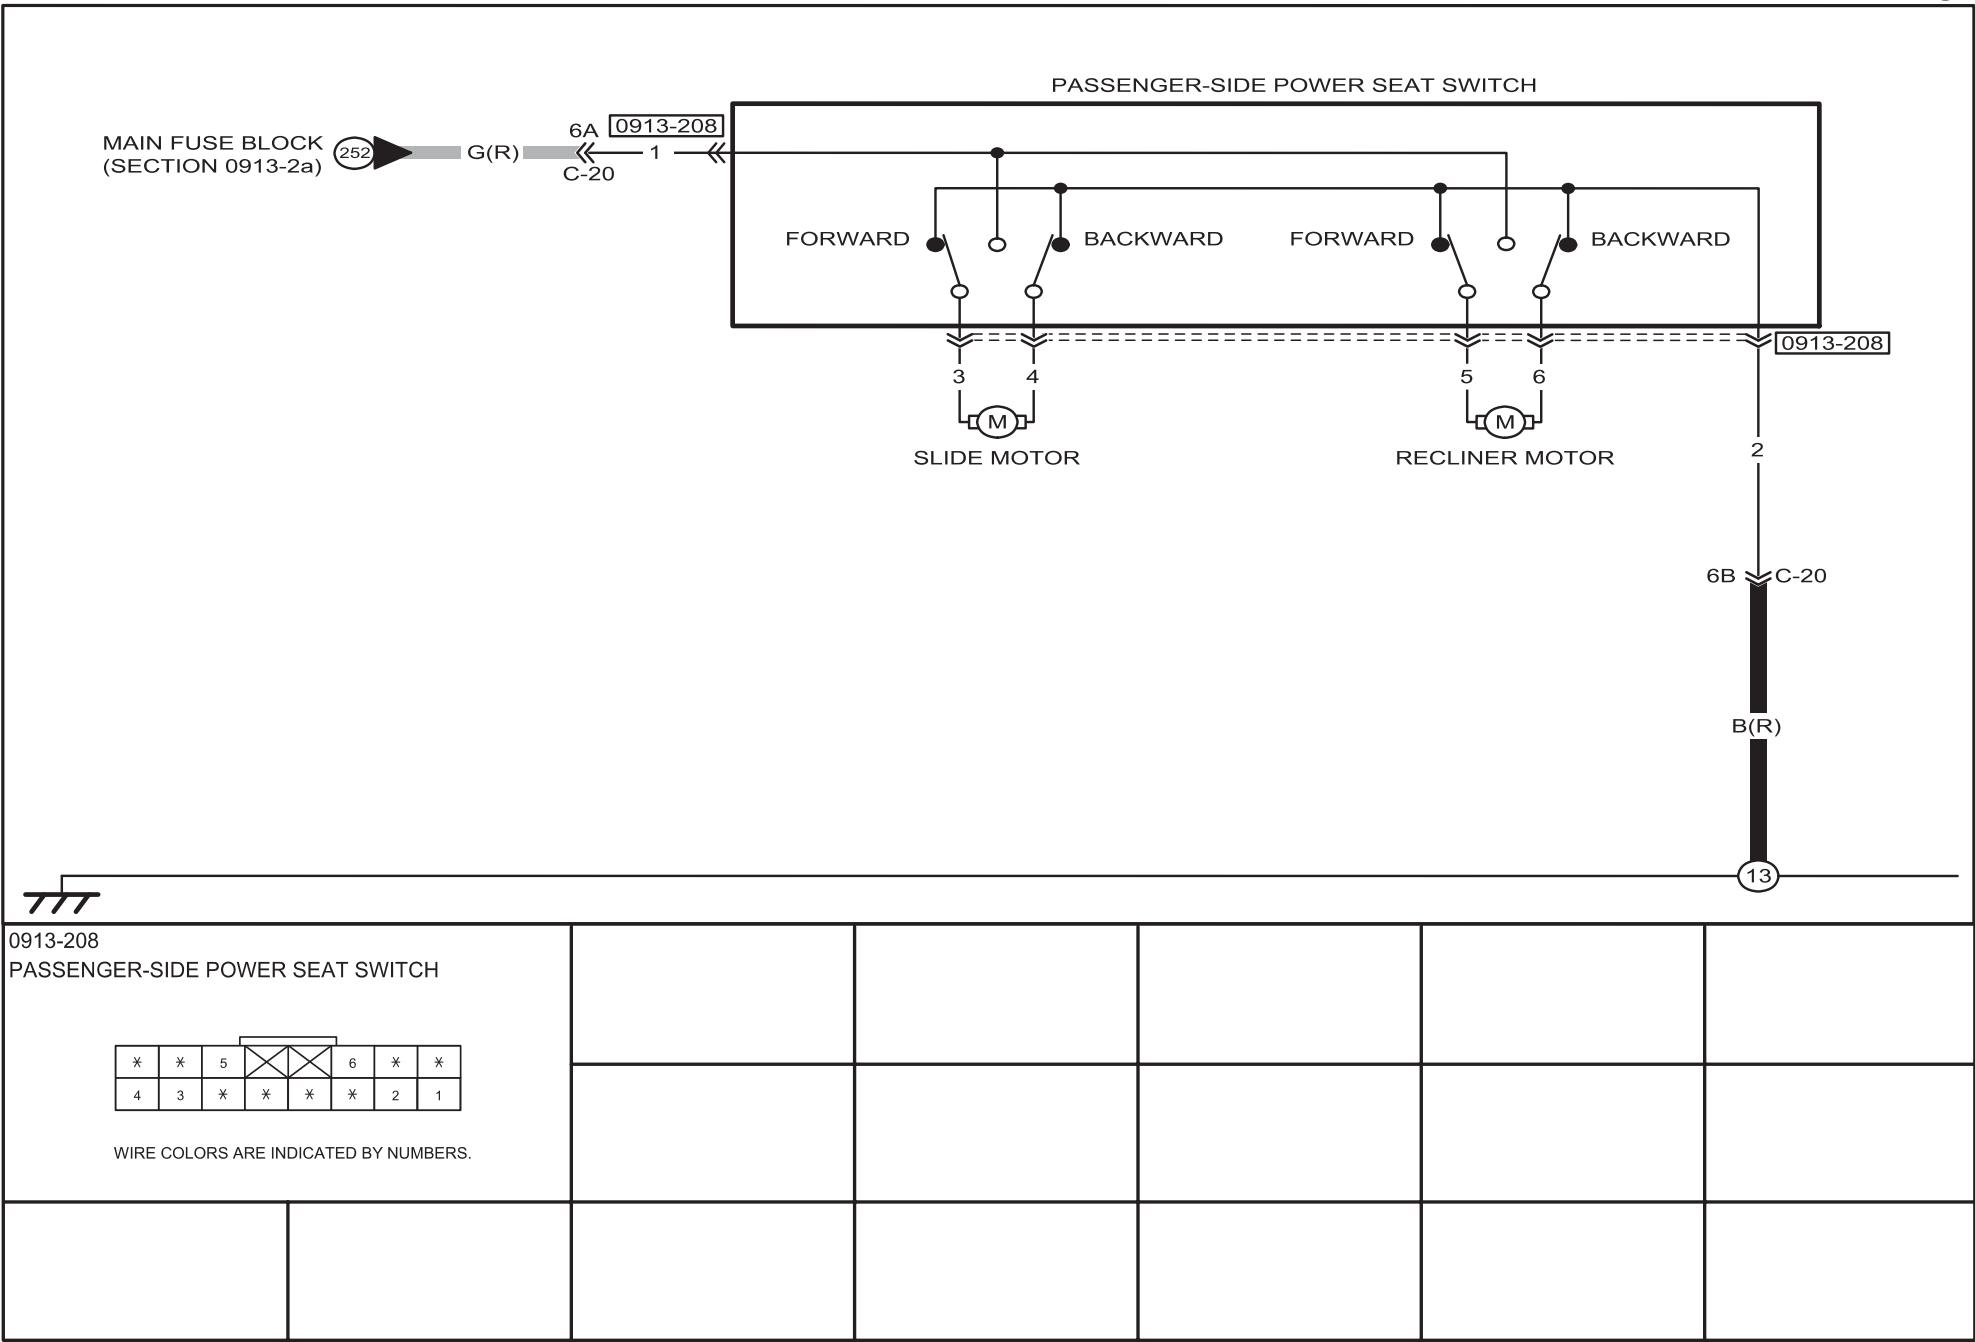 PASSENGER-SIDE POWER SEAT SWITCH
MAIN FUSE BLOCK
(SECTION 0913-2a)
252
G(R)
6A
C-20
0913-208
1
FORWARD
BACKWARD
FORWARD
BACKWARD
0913-208
3
4
5
6
M
M
SLIDE MOTOR
RECLINER MOTOR
2
6B
C-20
B(R)
13
0913-208
PASSENGER-SIDE POWER SEAT SWITCH
* * 5 6 * *
4 3 * * * * 2 1
WIRE COLORS ARE INDICATED BY NUMBERS.